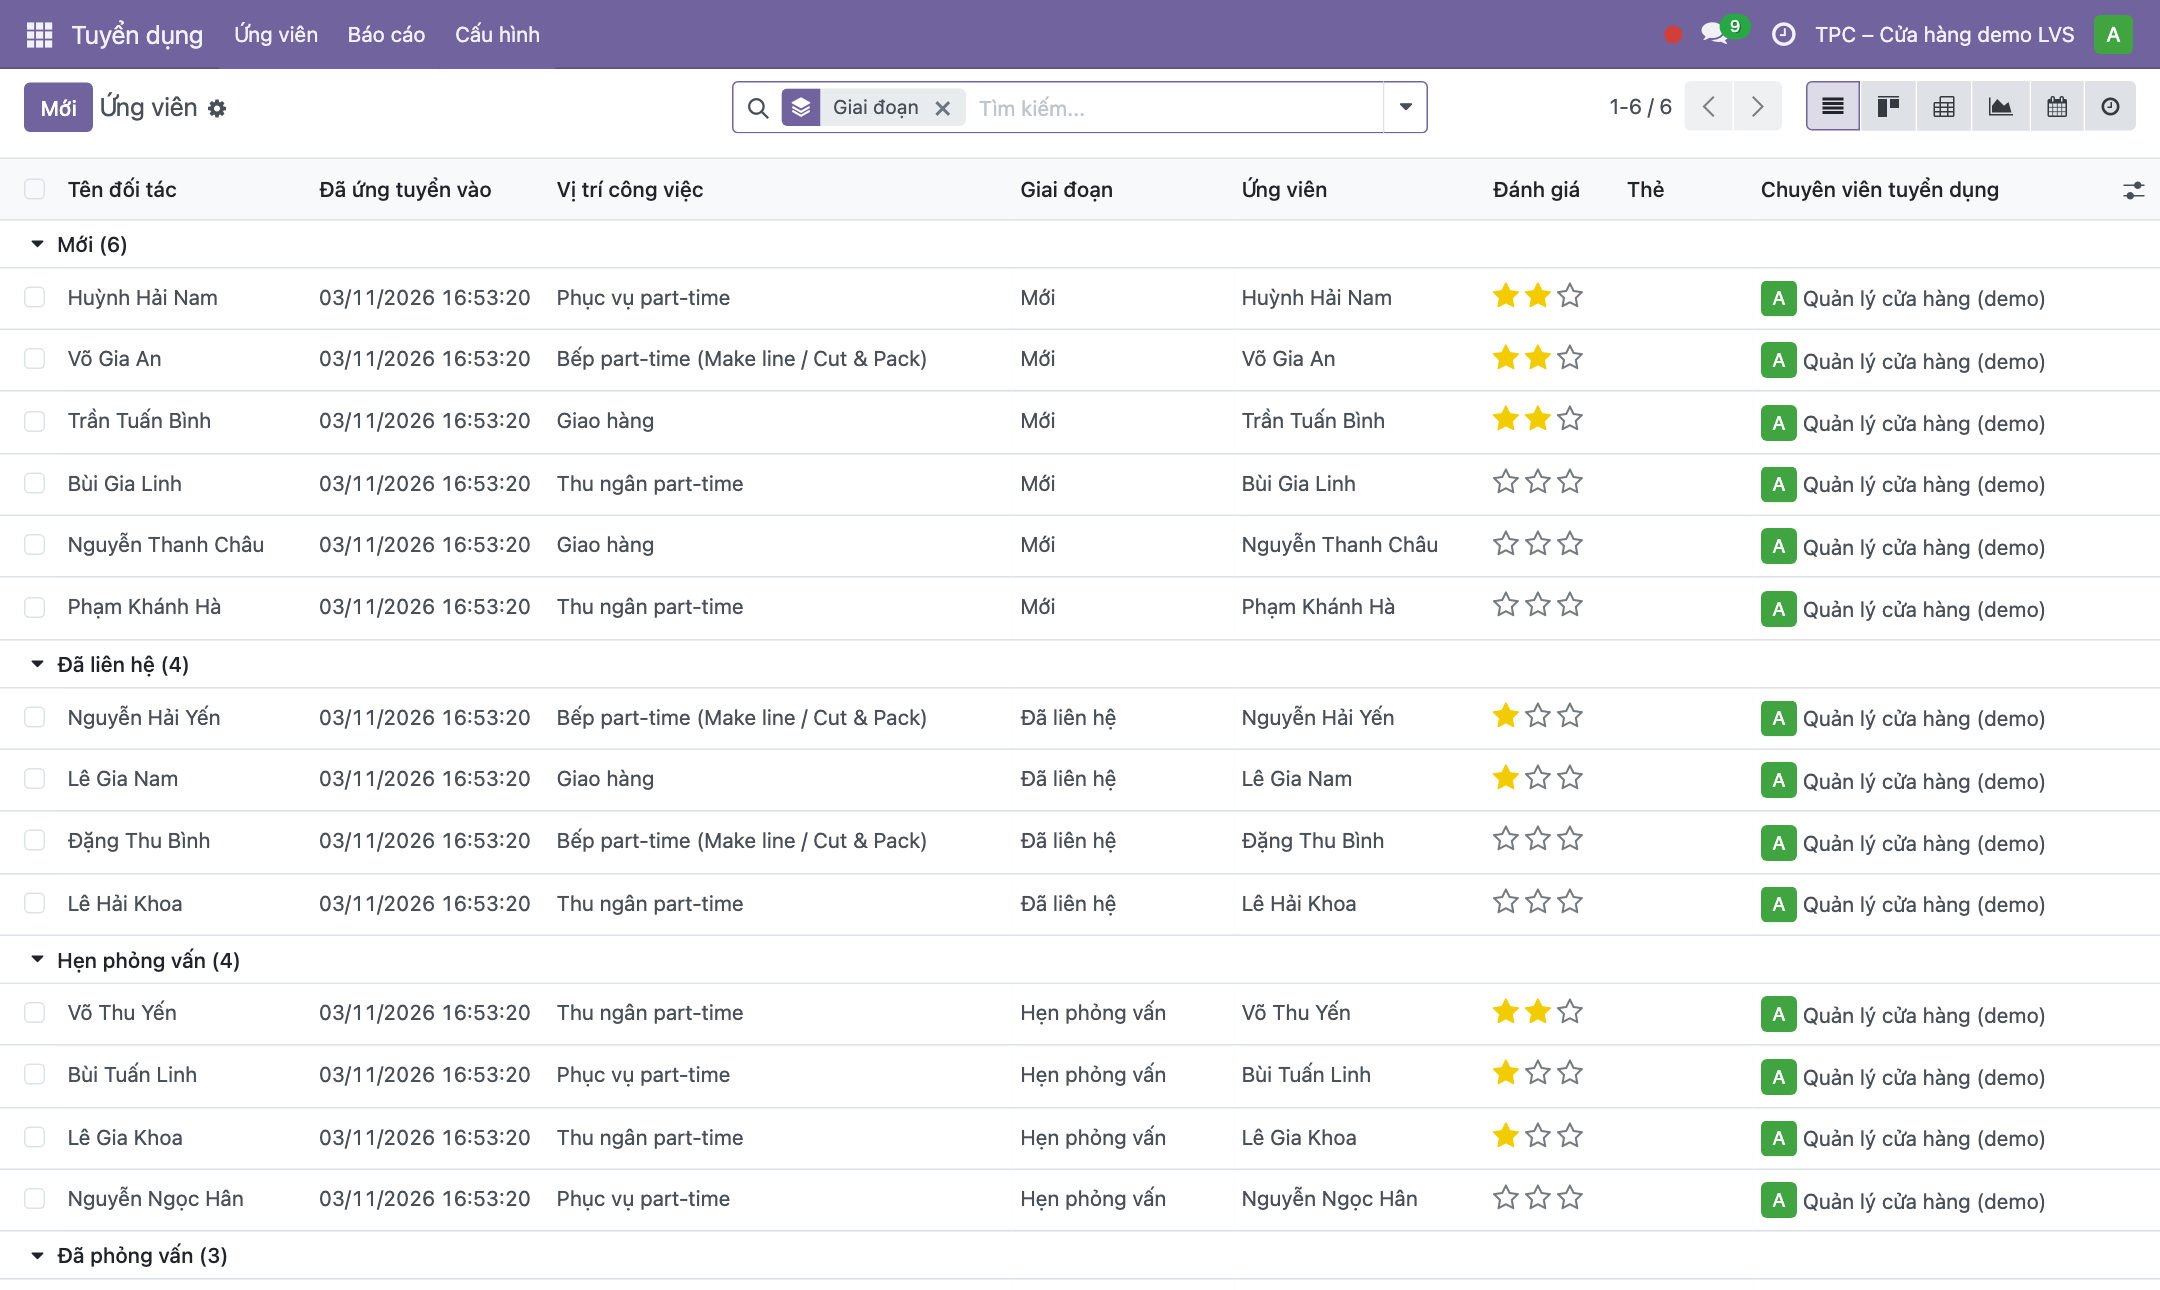 Tuyển dụng Ứng viên Báo cáo Cấu hình 9 TPC – Cửa hàng demo LVS A
Mới Ứng viên Giai đoạn Tìm kiếm... 1-6 / 6
Tên đối tác Đã ứng tuyển vào Vị trí công việc Giai đoạn Ứng viên Đánh giá Thẻ Chuyên viên tuyển dụng
Mới (6)
Huỳnh Hải Nam 03/11/2026 16:53:20 Phục vụ part-time Mới Huỳnh Hải Nam A Quản lý cửa hàng (demo)
Võ Gia An 03/11/2026 16:53:20 Bếp part-time (Make line / Cut & Pack) Mới Võ Gia An A Quản lý cửa hàng (demo)
Trần Tuấn Bình 03/11/2026 16:53:20 Giao hàng Mới Trần Tuấn Bình A Quản lý cửa hàng (demo)
Bùi Gia Linh 03/11/2026 16:53:20 Thu ngân part-time Mới Bùi Gia Linh A Quản lý cửa hàng (demo)
Nguyễn Thanh Châu 03/11/2026 16:53:20 Giao hàng Mới Nguyễn Thanh Châu A Quản lý cửa hàng (demo)
Phạm Khánh Hà 03/11/2026 16:53:20 Thu ngân part-time Mới Phạm Khánh Hà A Quản lý cửa hàng (demo)
Đã liên hệ (4)
Nguyễn Hải Yến 03/11/2026 16:53:20 Bếp part-time (Make line / Cut & Pack) Đã liên hệ Nguyễn Hải Yến A Quản lý cửa hàng (demo)
Lê Gia Nam 03/11/2026 16:53:20 Giao hàng Đã liên hệ Lê Gia Nam A Quản lý cửa hàng (demo)
Đặng Thu Bình 03/11/2026 16:53:20 Bếp part-time (Make line / Cut & Pack) Đã liên hệ Đặng Thu Bình A Quản lý cửa hàng (demo)
Lê Hải Khoa 03/11/2026 16:53:20 Thu ngân part-time Đã liên hệ Lê Hải Khoa A Quản lý cửa hàng (demo)
Hẹn phỏng vấn (4)
Võ Thu Yến 03/11/2026 16:53:20 Thu ngân part-time Hẹn phỏng vấn Võ Thu Yến A Quản lý cửa hàng (demo)
Bùi Tuấn Linh 03/11/2026 16:53:20 Phục vụ part-time Hẹn phỏng vấn Bùi Tuấn Linh A Quản lý cửa hàng (demo)
Lê Gia Khoa 03/11/2026 16:53:20 Thu ngân part-time Hẹn phỏng vấn Lê Gia Khoa A Quản lý cửa hàng (demo)
Nguyễn Ngọc Hân 03/11/2026 16:53:20 Phục vụ part-time Hẹn phỏng vấn Nguyễn Ngọc Hân A Quản lý cửa hàng (demo)
Đã phỏng vấn (3)